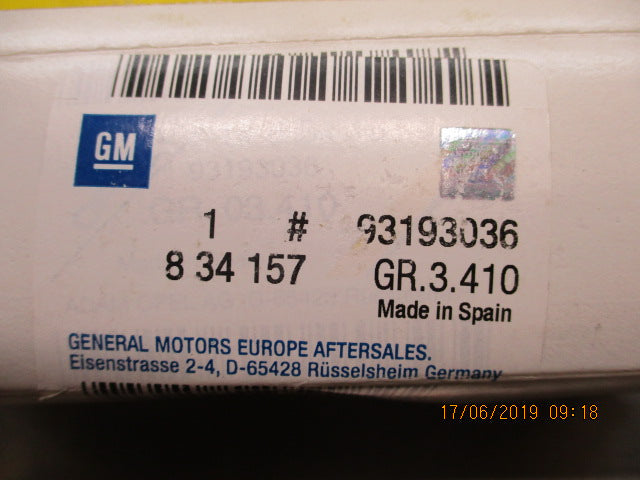 GM
1 # 93193036
8 34 157 GR.3.410
Made in Spain
GENERAL MOTORS EUROPE AFTERSALES.
Eisenstrasse 2-4, D-65428 Rüsselsheim Germany
17/06/2019 09:18